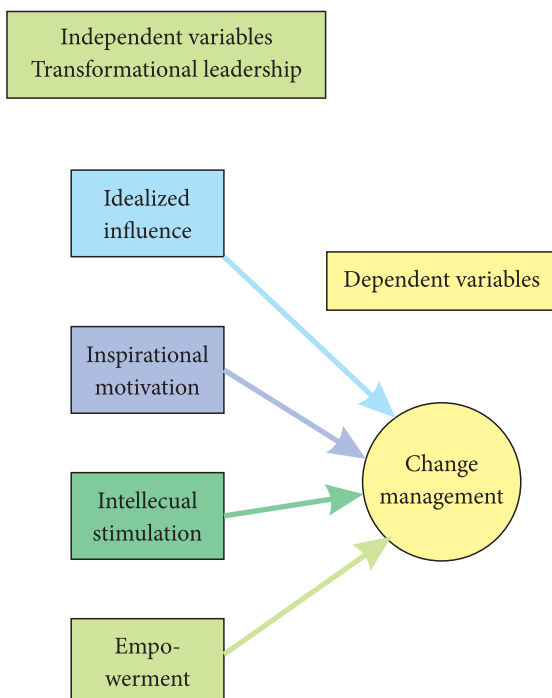 Independent variables
Transformational leadership
Idealized
influence
Dependent variables
Inspirational
motivation
Change
management
Intellecual
stimulation
Empo-
werment